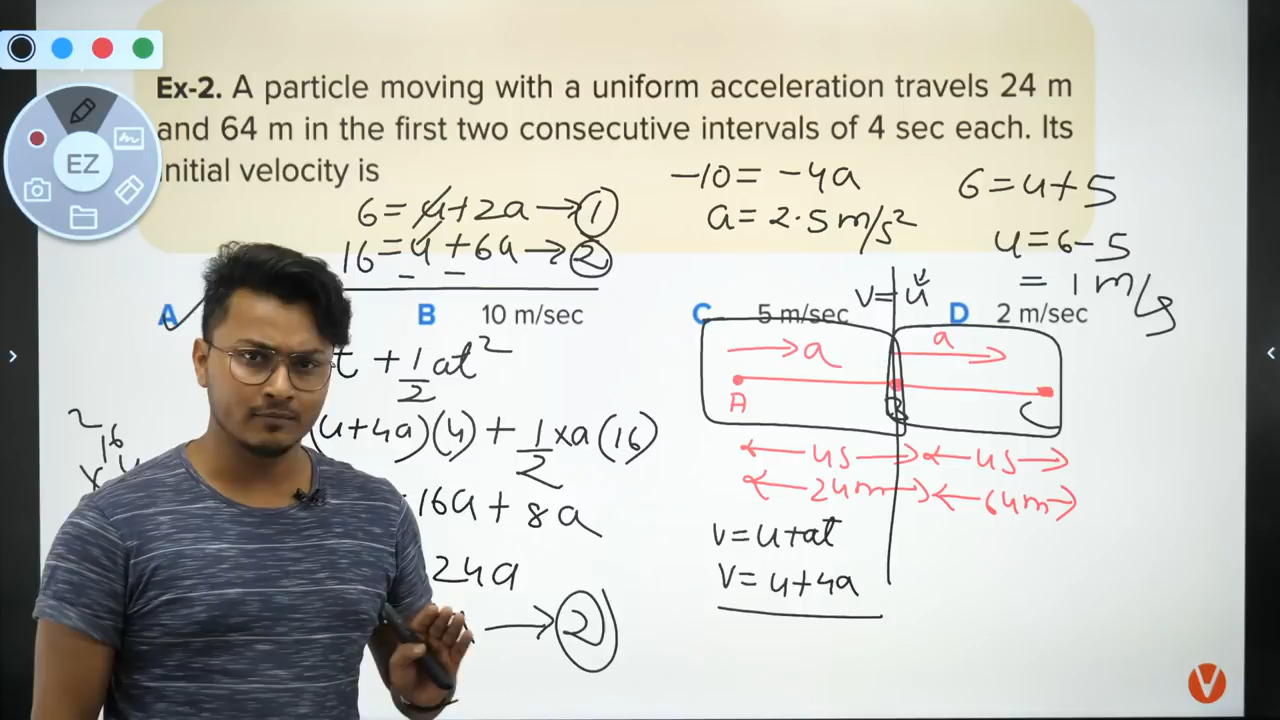 Ex-2. A particle moving with a uniform acceleration travels 24 m
and 64 m in the first two consecutive intervals of 4 sec each. Its
initial velocity is
EZ
6 = u + 2a → 1
16 = u + 6a → 2
-10 = -4a
a = 2.5 m/s²
6 = u + 5
u = 6 - 5
= 1 m/s
A
B 10 m/sec
C 5 m/sec
D 2 m/sec
V = u
t + 1/2 at²
(u+4a)(4) + 1/2 × a(16)
16a + 8a
24a
→ 2
2
16
→ a
a
A
B
C
4s
4s
24m
64m
v = u + at
v = u + 4a
V